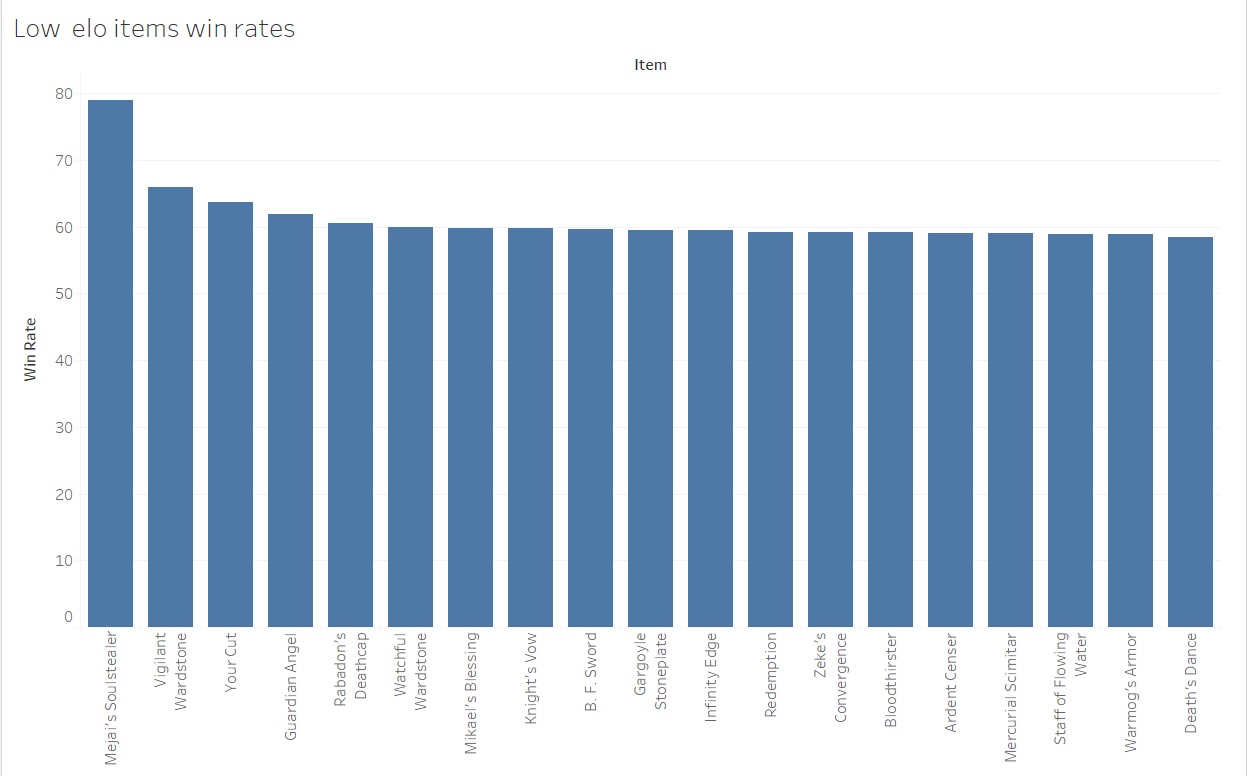 Low  elo items win rates
Item
Win Rate
80
70
60
50
40
30
20
10
0
Mejai's Soulstealer
Vigilant
Wardstone
Your Cut
Guardian Angel
Rabadon's
Deathcap
Watchful
Wardstone
Mikael's Blessing
Knight's Vow
B. F. Sword
Gargoyle
Stoneplate
Infinity Edge
Redemption
Zeke's
Convergence
Bloodthirster
Ardent Censer
Mercurial Scimitar
Staff of Flowing
Water
Warmog's Armor
Death's Dance